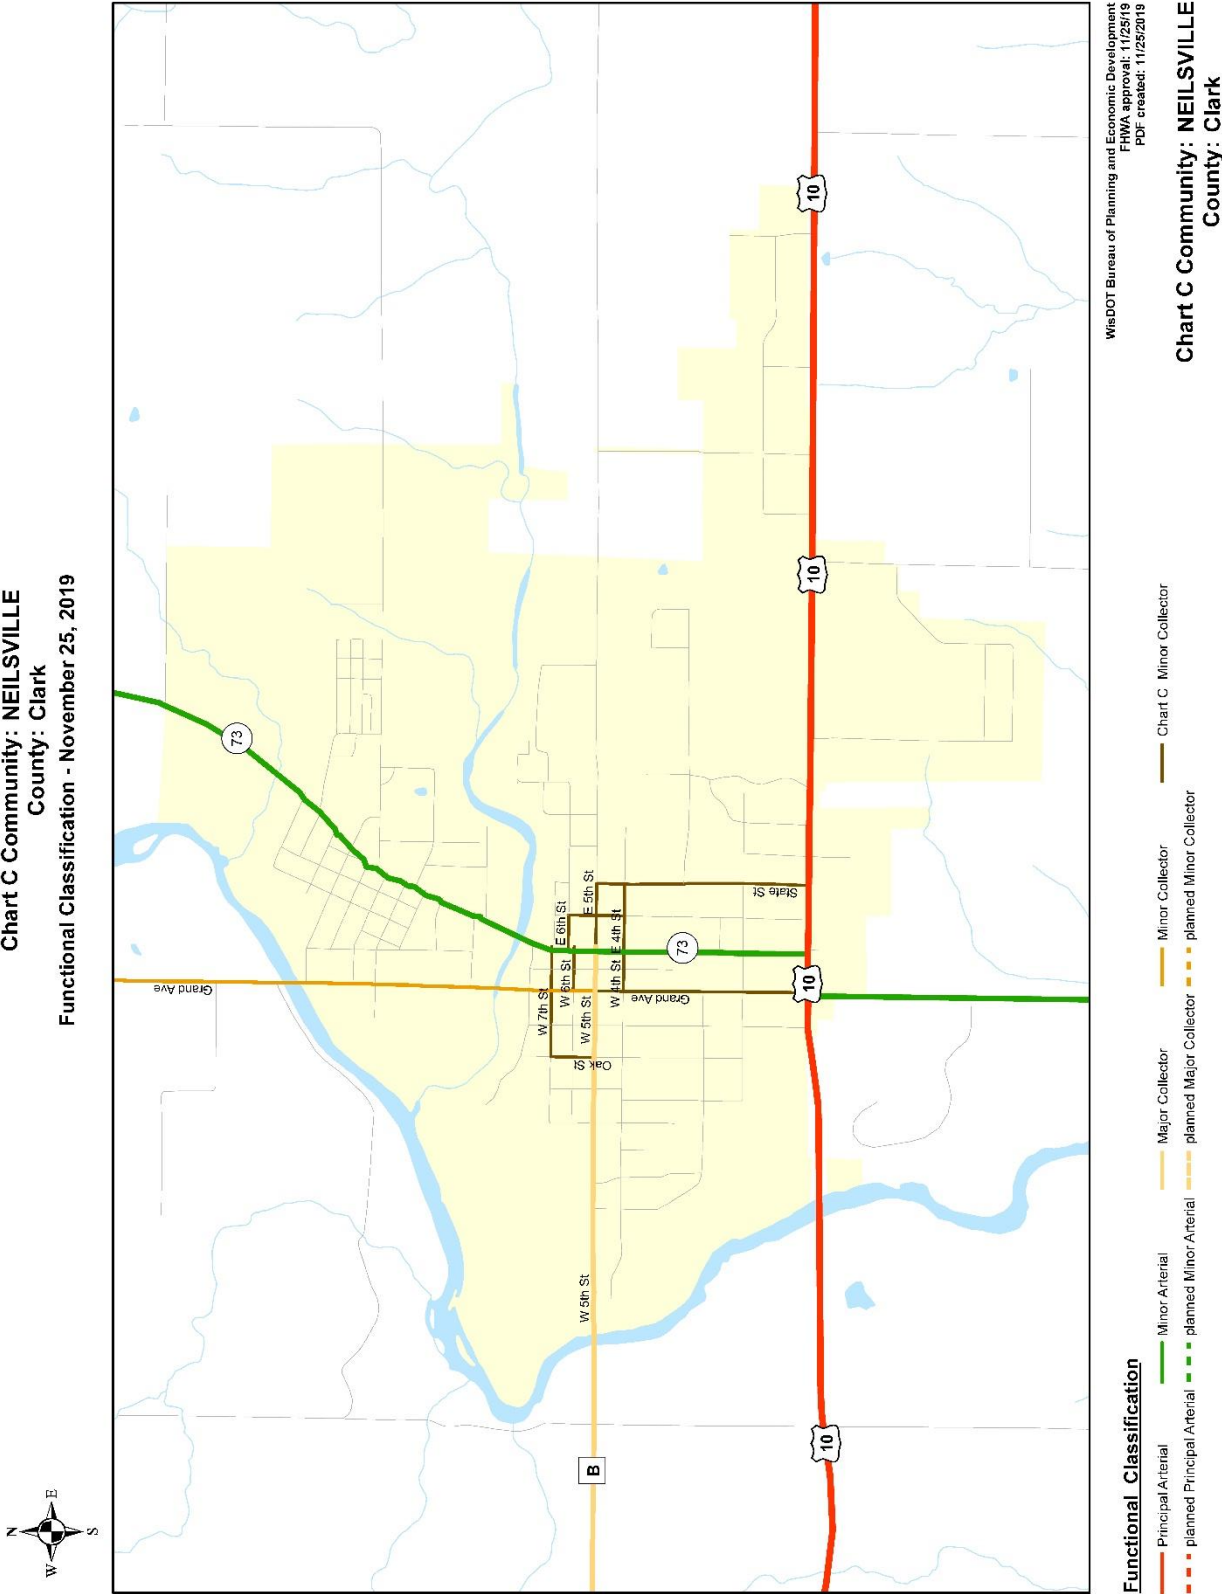 Chart C Community: NEILSVILLE
County: Clark
Functional Classification - November 25, 2019
N
W
E
S
73
Grand Ave
W 7th St
E 6th St
W 6th St
E 5th St
W 5th St
Oak St
E 4th St
W 4th St
Grand Ave
State St
73
W 5th St
B
10
10
10
10
Functional Classification
Principal Arterial
Minor Arterial
Major Collector
Minor Collector
Chart C Minor Collector
planned Principal Arterial
planned Minor Arterial
planned Major Collector
planned Minor Collector
WisDOT Bureau of Planning and Economic Development
FHWA approval: 11/25/19
PDF created: 11/25/2019
Chart C Community: NEILSVILLE
County: Clark